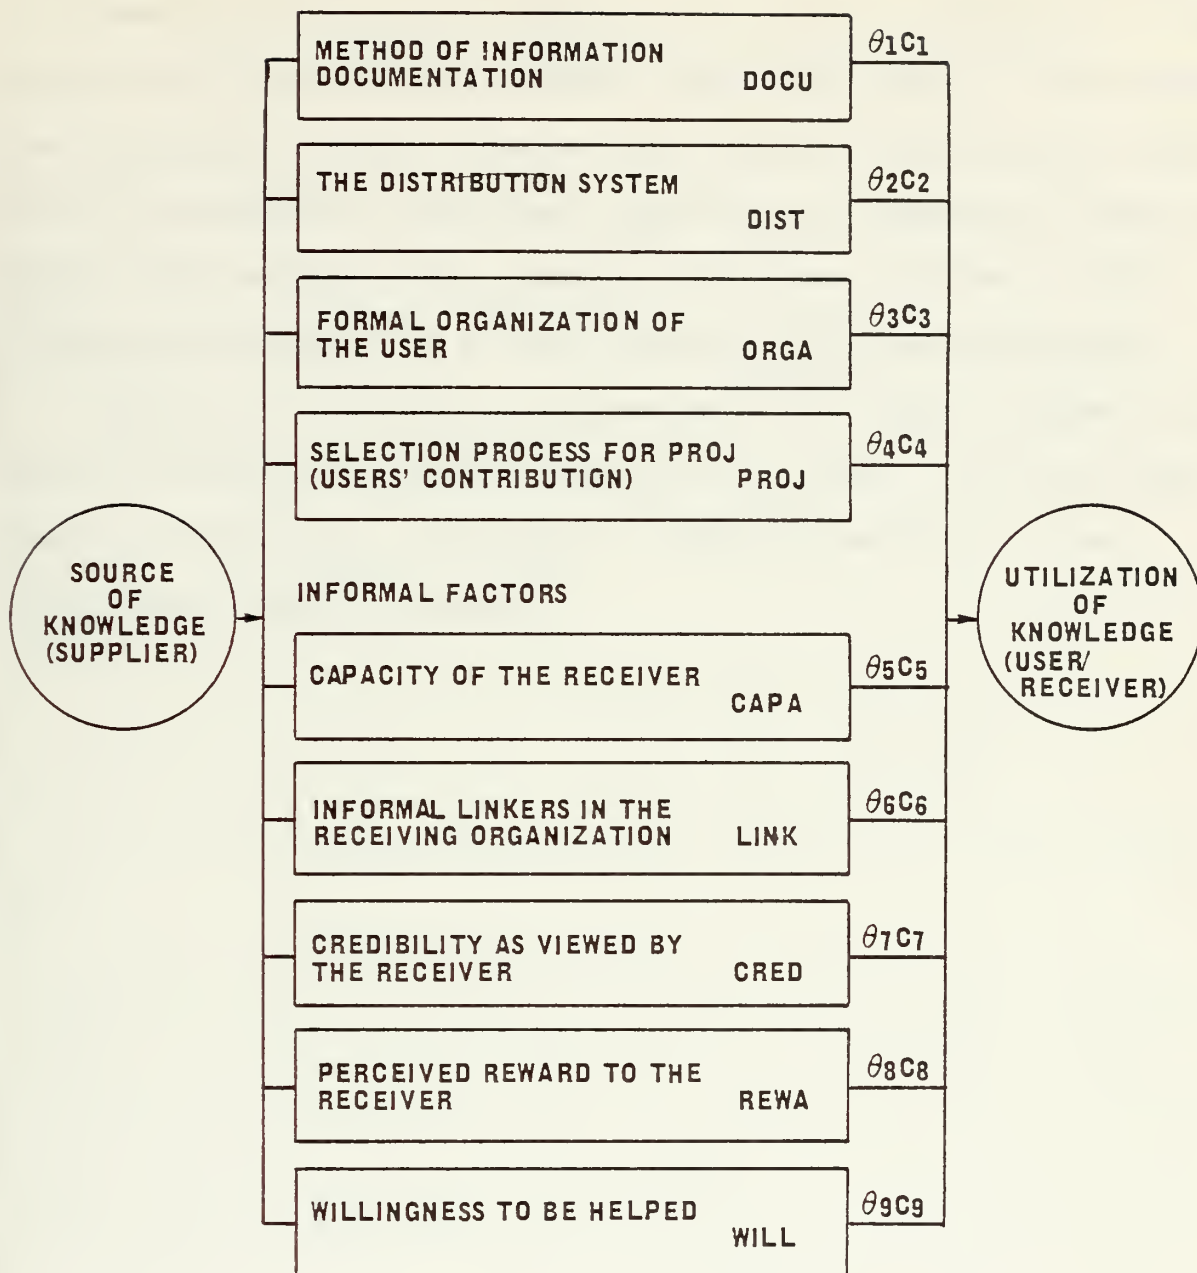 METHOD OF INFORMATION
DOCUMENTATION DOCU
θ1C1
THE DISTRIBUTION SYSTEM
DIST
θ2C2
FORMAL ORGANIZATION OF
THE USER ORGA
θ3C3
SELECTION PROCESS FOR PROJ
(USERS' CONTRIBUTION) PROJ
θ4C4
SOURCE
OF
KNOWLEDGE
(SUPPLIER)
INFORMAL FACTORS
UTILIZATION
OF
KNOWLEDGE
(USER/
RECEIVER)
CAPACITY OF THE RECEIVER
CAPA
θ5C5
INFORMAL LINKERS IN THE
RECEIVING ORGANIZATION LINK
θ6C6
CREDIBILITY AS VIEWED BY
THE RECEIVER CRED
θ7C7
PERCEIVED REWARD TO THE
RECEIVER REWA
θ8C8
WILLINGNESS TO BE HELPED
WILL
θ9C9